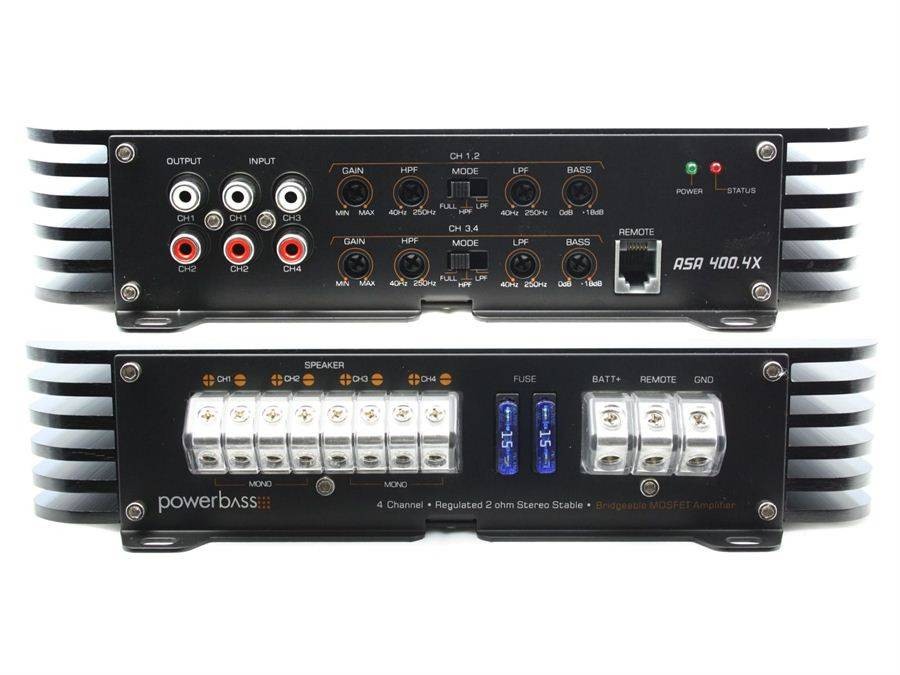 CH 1,2
OUTPUT INPUT
GAIN HPF MODE LPF BASS
FULL HPF LPF
CH1 CH1 CH3
MIN MAX 40Hz 250Hz 40Hz 250Hz 0dB +18dB
POWER STATUS
CH 3,4
REMOTE
GAIN HPF MODE LPF BASS
CH2 CH2 CH4
FULL HPF LPF
MIN MAX 40Hz 250Hz 40Hz 250Hz 0dB +18dB
ASA 400.4X
SPEAKER
+ CH1 - + CH2 - + CH3 - + CH4 -
FUSE
BATT+ REMOTE GND
15 15
MONO MONO
powerbass
4 Channel • Regulated 2 ohm Stereo Stable • Bridgeable MOSFET Amplifier